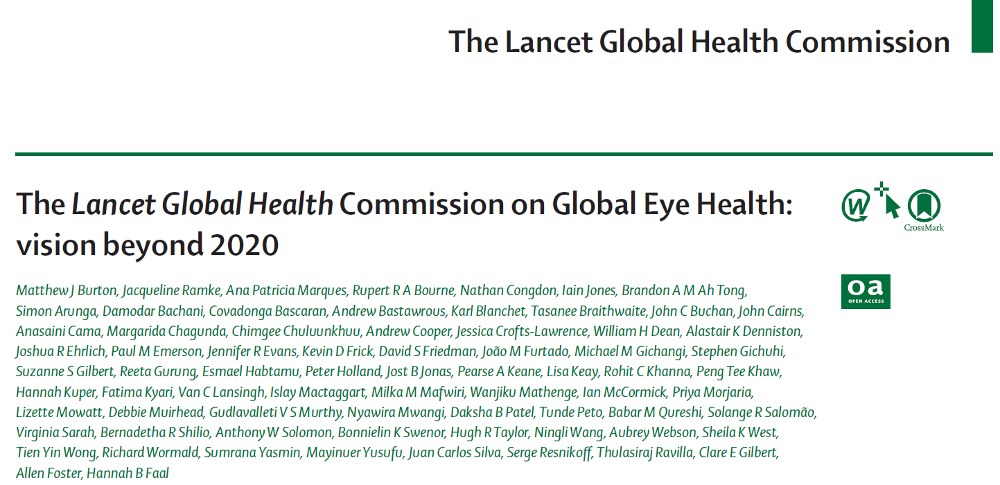 The Lancet Global Health Commission
The Lancet Global Health Commission on Global Eye Health:
vision beyond 2020
W
CrossMark
oa
OPEN ACCESS
Matthew J Burton, Jacqueline Ramke, Ana Patricia Marques, Rupert R A Bourne, Nathan Congdon, Iain Jones, Brandon A M Ah Tong,
Simon Arunga, Damodar Bachani, Covadonga Bascaran, Andrew Bastawrous, Karl Blanchet, Tasanee Braithwaite, John C Buchan, John Cairns,
Anasaini Cama, Margarida Chagunda, Chimgee Chuluunkhuu, Andrew Cooper, Jessica Crofts-Lawrence, William H Dean, Alastair K Denniston,
Joshua R Ehrlich, Paul M Emerson, Jennifer R Evans, Kevin D Frick, David S Friedman, João M Furtado, Michael M Gichangi, Stephen Gichuhi,
Suzanne S Gilbert, Reeta Gurung, Esmael Habtamu, Peter Holland, Jost B Jonas, Pearse A Keane, Lisa Keay, Rohit C Khanna, Peng Tee Khaw,
Hannah Kuper, Fatima Kyari, Van C Lansingh, Islay Mactaggart, Milka M Mafwiri, Wanjiku Mathenge, Ian McCormick, Priya Morjaria,
Lizette Mowatt, Debbie Muirhead, Gudlavalleti V S Murthy, Nyawira Mwangi, Daksha B Patel, Tunde Peto, Babar M Qureshi, Solange R Salomão,
Virginia Sarah, Bernadetha R Shilio, Anthony W Solomon, Bonnielin K Swenor, Hugh R Taylor, Ningli Wang, Aubrey Webson, Sheila K West,
Tien Yin Wong, Richard Wormald, Sumrana Yasmin, Mayinuer Yusufu, Juan Carlos Silva, Serge Resnikoff, Thulasiraj Ravilla, Clare E Gilbert,
Allen Foster, Hannah B Faal